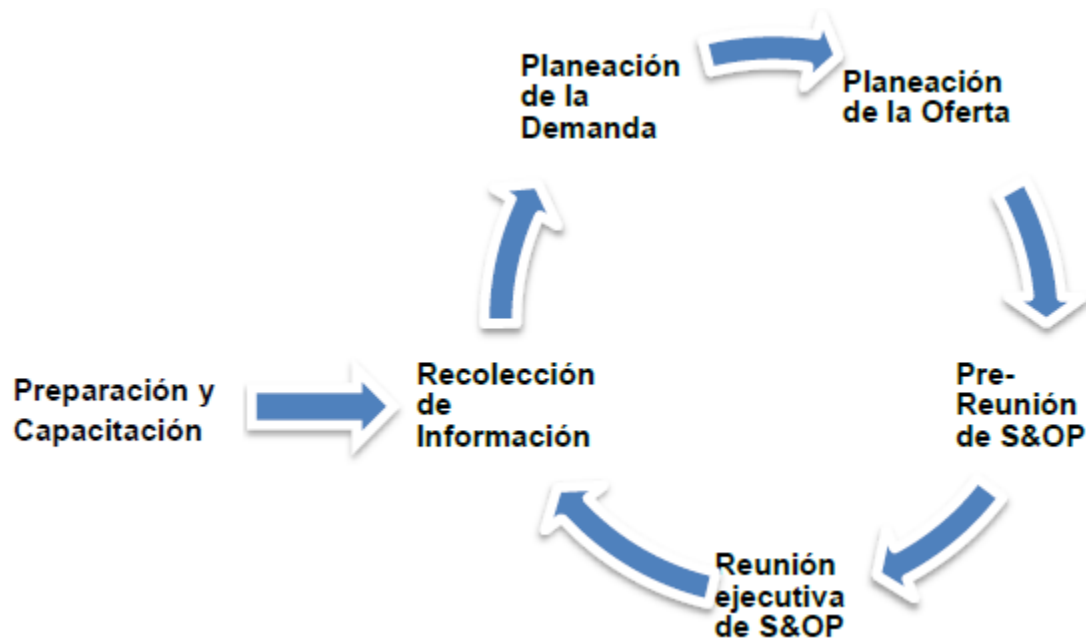 Planeación
de la
Demanda
Planeación
de la Oferta
Preparación y
Capacitación
Recolección
de
Información
Pre-
Reunión
de S&OP
Reunión
ejecutiva
de S&OP